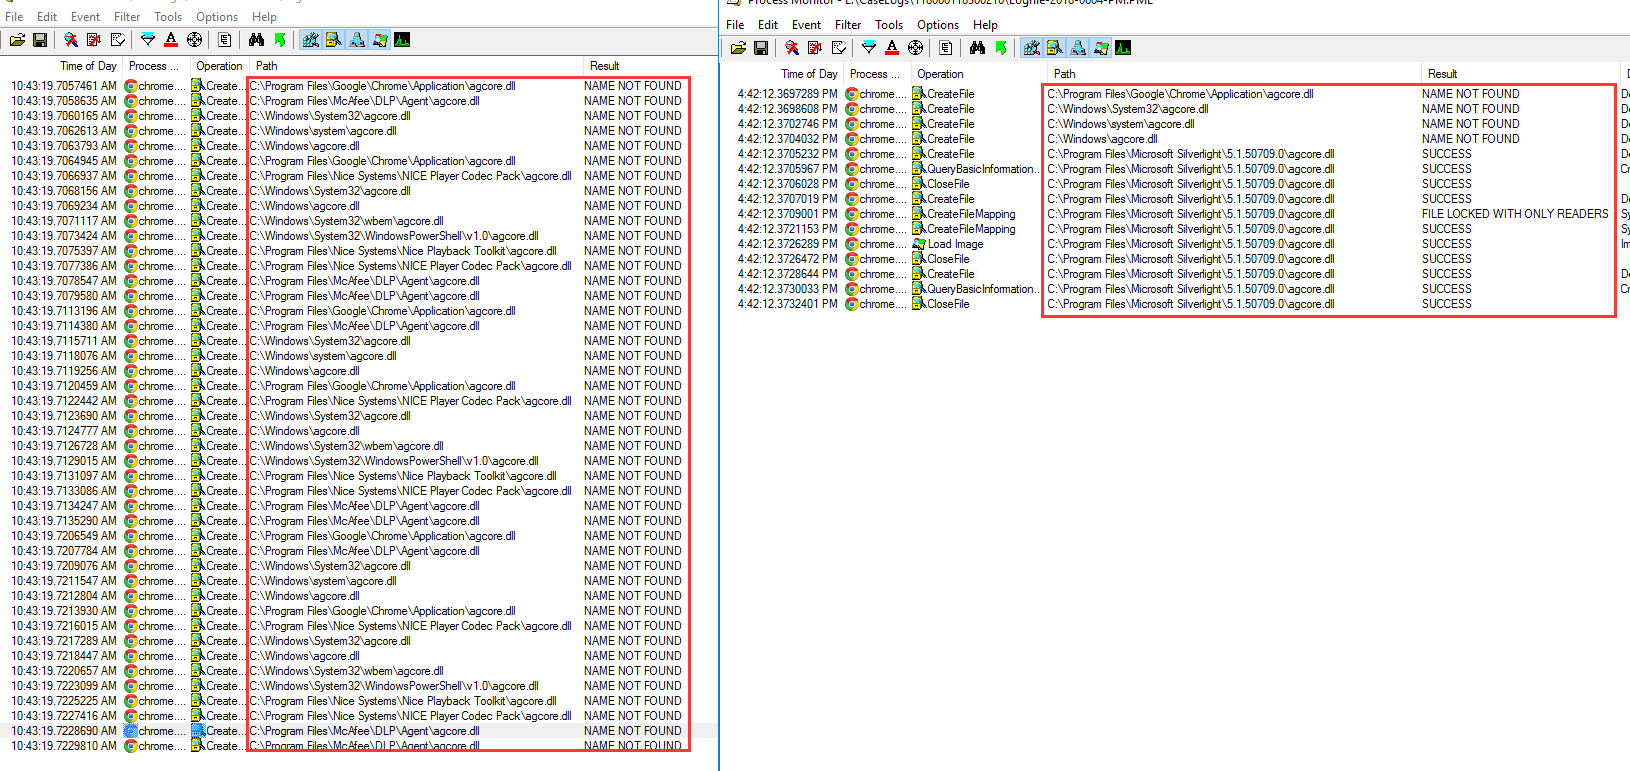 File Edit Event Filter Tools Options Help
Time of Day Process ... Operation Path Result
10:43:19.7057461 AM chrome.... Create... C:\Program Files\Google\Chrome\Application\agcore.dll NAME NOT FOUND
10:43:19.7058635 AM chrome.... Create... C:\Program Files\McAfee\DLP\Agent\agcore.dll NAME NOT FOUND
10:43:19.7060165 AM chrome.... Create... C:\Windows\System32\agcore.dll NAME NOT FOUND
10:43:19.7062613 AM chrome.... Create... C:\Windows\system\agcore.dll NAME NOT FOUND
10:43:19.7063793 AM chrome.... Create... C:\Windows\agcore.dll NAME NOT FOUND
10:43:19.7064945 AM chrome.... Create... C:\Program Files\Google\Chrome\Application\agcore.dll NAME NOT FOUND
10:43:19.7066937 AM chrome.... Create... C:\Program Files\Nice Systems\NICE Player Codec Pack\agcore.dll NAME NOT FOUND
10:43:19.7068156 AM chrome.... Create... C:\Windows\System32\agcore.dll NAME NOT FOUND
10:43:19.7069234 AM chrome.... Create... C:\Windows\agcore.dll NAME NOT FOUND
10:43:19.7071117 AM chrome.... Create... C:\Windows\System32\wbem\agcore.dll NAME NOT FOUND
10:43:19.7073424 AM chrome.... Create... C:\Windows\System32\WindowsPowerShell\v1.0\agcore.dll NAME NOT FOUND
10:43:19.7075397 AM chrome.... Create... C:\Program Files\Nice Systems\Nice Playback Toolkit\agcore.dll NAME NOT FOUND
10:43:19.7077386 AM chrome.... Create... C:\Program Files\Nice Systems\NICE Player Codec Pack\agcore.dll NAME NOT FOUND
10:43:19.7078547 AM chrome.... Create... C:\Program Files\McAfee\DLP\Agent\agcore.dll NAME NOT FOUND
10:43:19.7079580 AM chrome.... Create... C:\Program Files\McAfee\DLP\Agent\agcore.dll NAME NOT FOUND
10:43:19.7113196 AM chrome.... Create... C:\Program Files\Google\Chrome\Application\agcore.dll NAME NOT FOUND
10:43:19.7114380 AM chrome.... Create... C:\Program Files\McAfee\DLP\Agent\agcore.dll NAME NOT FOUND
10:43:19.7115711 AM chrome.... Create... C:\Windows\System32\agcore.dll NAME NOT FOUND
10:43:19.7118076 AM chrome.... Create... C:\Windows\system\agcore.dll NAME NOT FOUND
10:43:19.7119256 AM chrome.... Create... C:\Windows\agcore.dll NAME NOT FOUND
10:43:19.7120459 AM chrome.... Create... C:\Program Files\Google\Chrome\Application\agcore.dll NAME NOT FOUND
10:43:19.7122442 AM chrome.... Create... C:\Program Files\Nice Systems\NICE Player Codec Pack\agcore.dll NAME NOT FOUND
10:43:19.7123690 AM chrome.... Create... C:\Windows\System32\agcore.dll NAME NOT FOUND
10:43:19.7124777 AM chrome.... Create... C:\Windows\agcore.dll NAME NOT FOUND
10:43:19.7126728 AM chrome.... Create... C:\Windows\System32\wbem\agcore.dll NAME NOT FOUND
10:43:19.7129015 AM chrome.... Create... C:\Windows\System32\WindowsPowerShell\v1.0\agcore.dll NAME NOT FOUND
10:43:19.7131097 AM chrome.... Create... C:\Program Files\Nice Systems\Nice Playback Toolkit\agcore.dll NAME NOT FOUND
10:43:19.7133086 AM chrome.... Create... C:\Program Files\Nice Systems\NICE Player Codec Pack\agcore.dll NAME NOT FOUND
10:43:19.7134247 AM chrome.... Create... C:\Program Files\McAfee\DLP\Agent\agcore.dll NAME NOT FOUND
10:43:19.7135290 AM chrome.... Create... C:\Program Files\McAfee\DLP\Agent\agcore.dll NAME NOT FOUND
10:43:19.7206549 AM chrome.... Create... C:\Program Files\Google\Chrome\Application\agcore.dll NAME NOT FOUND
10:43:19.7207784 AM chrome.... Create... C:\Program Files\McAfee\DLP\Agent\agcore.dll NAME NOT FOUND
10:43:19.7209076 AM chrome.... Create... C:\Windows\System32\agcore.dll NAME NOT FOUND
10:43:19.7211547 AM chrome.... Create... C:\Windows\system\agcore.dll NAME NOT FOUND
10:43:19.7212804 AM chrome.... Create... C:\Windows\agcore.dll NAME NOT FOUND
10:43:19.7213930 AM chrome.... Create... C:\Program Files\Google\Chrome\Application\agcore.dll NAME NOT FOUND
10:43:19.7216015 AM chrome.... Create... C:\Program Files\Nice Systems\NICE Player Codec Pack\agcore.dll NAME NOT FOUND
10:43:19.7217289 AM chrome.... Create... C:\Windows\System32\agcore.dll NAME NOT FOUND
10:43:19.7218447 AM chrome.... Create... C:\Windows\agcore.dll NAME NOT FOUND
10:43:19.7220657 AM chrome.... Create... C:\Windows\System32\wbem\agcore.dll NAME NOT FOUND
10:43:19.7223099 AM chrome.... Create... C:\Windows\System32\WindowsPowerShell\v1.0\agcore.dll NAME NOT FOUND
10:43:19.7225225 AM chrome.... Create... C:\Program Files\Nice Systems\Nice Playback Toolkit\agcore.dll NAME NOT FOUND
10:43:19.7227416 AM chrome.... Create... C:\Program Files\Nice Systems\NICE Player Codec Pack\agcore.dll NAME NOT FOUND
10:43:19.7228690 AM chrome.... Create... C:\Program Files\McAfee\DLP\Agent\agcore.dll NAME NOT FOUND
10:43:19.7229810 AM chrome.... Create... C:\Program Files\McAfee\DLP\Agent\agcore.dll NAME NOT FOUND
Process Monitor - E:\CaseLogs\118060118300210\Logfile-2018-0604-PM.PML
File Edit Event Filter Tools Options Help
Time of Day Process ... Operation Path Result
4:42:12.3697289 PM chrome.... CreateFile C:\Program Files\Google\Chrome\Application\agcore.dll NAME NOT FOUND
4:42:12.3698608 PM chrome.... CreateFile C:\Windows\System32\agcore.dll NAME NOT FOUND
4:42:12.3702746 PM chrome.... CreateFile C:\Windows\system\agcore.dll NAME NOT FOUND
4:42:12.3704032 PM chrome.... CreateFile C:\Windows\agcore.dll NAME NOT FOUND
4:42:12.3705232 PM chrome.... CreateFile C:\Program Files\Microsoft Silverlight\5.1.50709.0\agcore.dll SUCCESS
4:42:12.3705967 PM chrome.... QueryBasicInformation... C:\Program Files\Microsoft Silverlight\5.1.50709.0\agcore.dll SUCCESS
4:42:12.3706028 PM chrome.... CloseFile C:\Program Files\Microsoft Silverlight\5.1.50709.0\agcore.dll SUCCESS
4:42:12.3707019 PM chrome.... CreateFile C:\Program Files\Microsoft Silverlight\5.1.50709.0\agcore.dll SUCCESS
4:42:12.3709001 PM chrome.... CreateFileMapping C:\Program Files\Microsoft Silverlight\5.1.50709.0\agcore.dll FILE LOCKED WITH ONLY READERS
4:42:12.3721153 PM chrome.... CreateFileMapping C:\Program Files\Microsoft Silverlight\5.1.50709.0\agcore.dll SUCCESS
4:42:12.3726289 PM chrome.... Load Image C:\Program Files\Microsoft Silverlight\5.1.50709.0\agcore.dll SUCCESS
4:42:12.3726472 PM chrome.... CloseFile C:\Program Files\Microsoft Silverlight\5.1.50709.0\agcore.dll SUCCESS
4:42:12.3728644 PM chrome.... CreateFile C:\Program Files\Microsoft Silverlight\5.1.50709.0\agcore.dll SUCCESS
4:42:12.3730033 PM chrome.... QueryBasicInformation... C:\Program Files\Microsoft Silverlight\5.1.50709.0\agcore.dll SUCCESS
4:42:12.3732401 PM chrome.... CloseFile C:\Program Files\Microsoft Silverlight\5.1.50709.0\agcore.dll SUCCESS